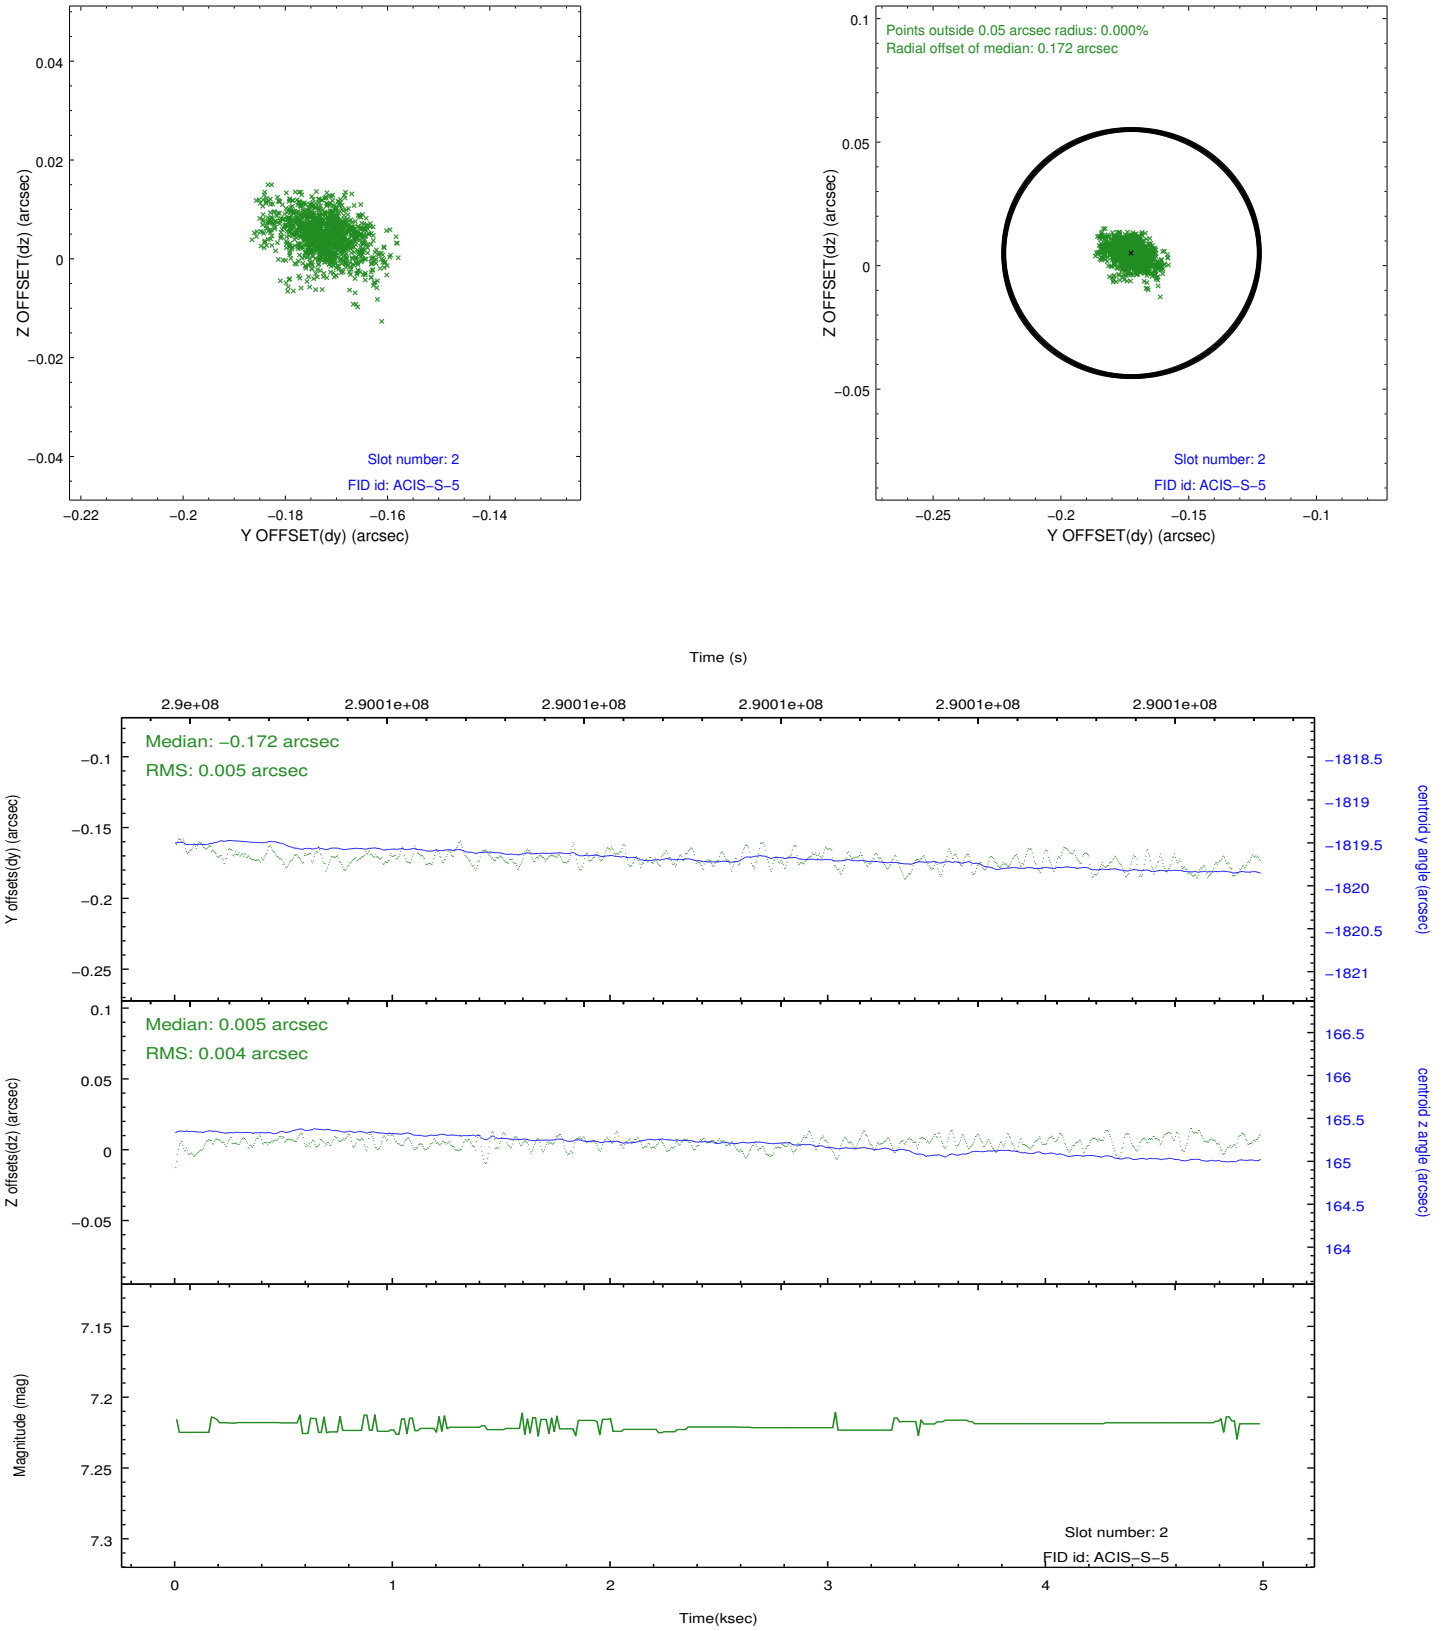 0.04
0.02
0
−0.02
−0.04
Z OFFSET(dz) (arcsec)
Slot number: 2
FID id: ACIS−S−5
−0.22
−0.2
−0.18
−0.16
−0.14
Y OFFSET(dy) (arcsec)
Points outside 0.05 arcsec radius: 0.000%
Radial offset of median: 0.172 arcsec
0.1
0.05
0
−0.05
Z OFFSET(dz) (arcsec)
Slot number: 2
FID id: ACIS−S−5
−0.25
−0.2
−0.15
−0.1
Y OFFSET(dy) (arcsec)
Time (s)
2.9e+08
2.9001e+08
2.9001e+08
2.9001e+08
2.9001e+08
2.9001e+08
Median: −0.172 arcsec
RMS: 0.005 arcsec
−0.1
−0.15
−0.2
−0.25
Y offsets(dy) (arcsec)
−1818.5
−1819
−1819.5
−1820
−1820.5
−1821
centroid y angle (arcsec)
Median: 0.005 arcsec
RMS: 0.004 arcsec
0.1
0.05
0
−0.05
Z offsets(dz) (arcsec)
166.5
166
165.5
165
164.5
164
centroid z angle (arcsec)
7.15
7.2
7.25
7.3
Magnitude (mag)
Slot number: 2
FID id: ACIS−S−5
0
1
2
3
4
5
Time(ksec)